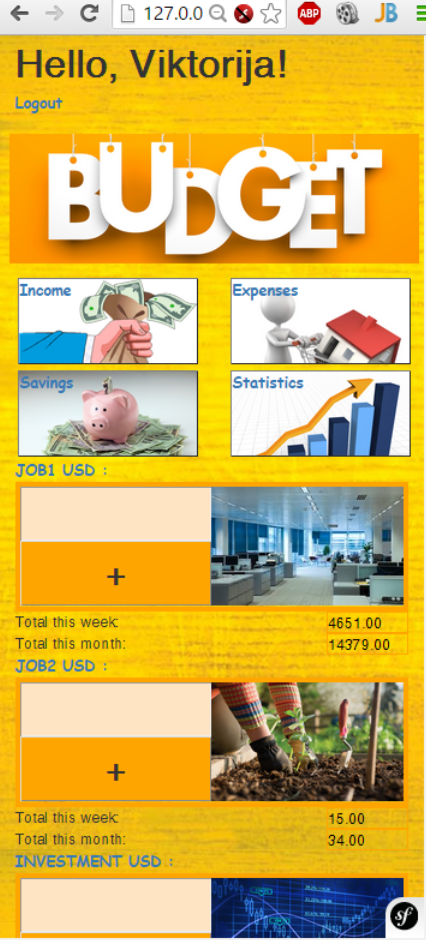 127.0.0
ABP
JB
Hello, Viktorija!
Logout
BUDGET
Income
Expenses
Savings
Statistics
JOB1 USD :
+
Total this week:
4651.00
Total this month:
14379.00
JOB2 USD :
+
Total this week:
15.00
Total this month:
34.00
INVESTMENT USD :
sf